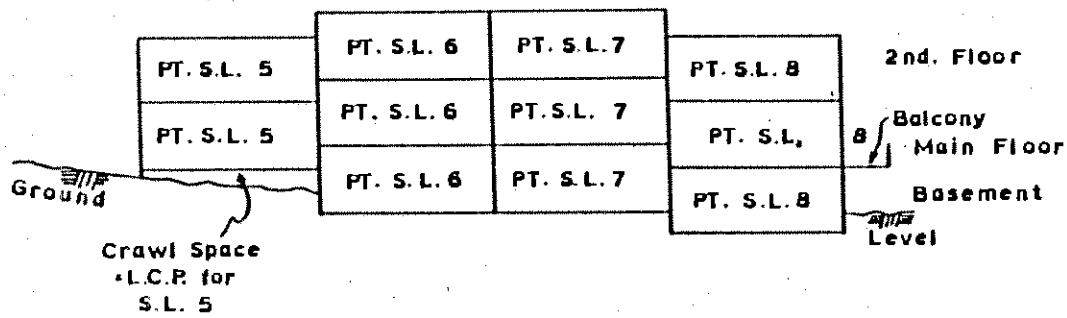 PT. S.L. 6 PT. S.L. 7
PT. S.L. 5 PT. S.L. 8 2nd. Floor
PT. S.L. 6 PT. S.L. 7
PT. S.L. 5 PT. S.L. 8 Balcony
Main Floor
PT. S.L. 6 PT. S.L. 7
PT. S.L. 8 Basement
Ground
Level
Crawl Space
L.C.P. for
S.L. 5